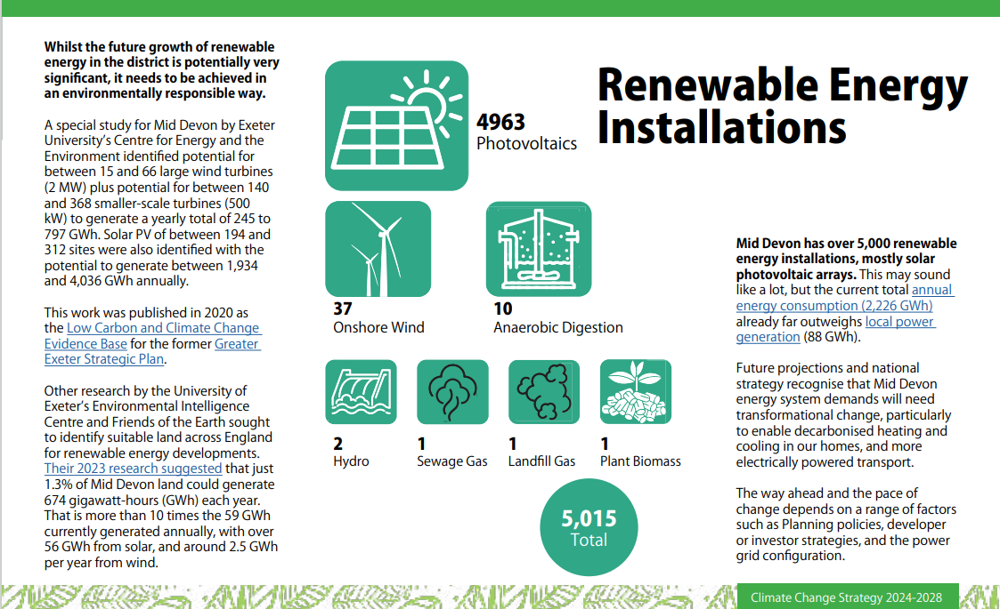 Whilst the future growth of renewable
energy in the district is potentially very
significant, it needs to be achieved in
an environmentally responsible way.
A special study for Mid Devon by Exeter
University's Centre for Energy and the
Environment identified potential for
between 15 and 66 large wind turbines
(2 MW) plus potential for between 140
and 368 smaller-scale turbines (500
kW) to generate a yearly total of 245 to
797 GWh. Solar PV of between 194 and
312 sites were also identified with the
potential to generate between 1,934
and 4,036 GWh annually.
This work was published in 2020 as
the Low Carbon and Climate Change
Evidence Base for the former Greater
Exeter Strategic Plan.
Other research by the University of
Exeter's Environmental Intelligence
Centre and Friends of the Earth sought
to identify suitable land across England
for renewable energy developments.
Their 2023 research suggested that just
1.3% of Mid Devon land could generate
674 gigawatt-hours (GWh) each year.
That is more than 10 times the 59 GWh
currently generated annually, with over
56 GWh from solar, and around 2.5 GWh
per year from wind.
4963
Photovoltaics
37
Onshore Wind
10
Anaerobic Digestion
2
Hydro
1
Sewage Gas
1
Landfill Gas
1
Plant Biomass
5,015
Total
Renewable Energy
Installations
Mid Devon has over 5,000 renewable
energy installations, mostly solar
photovoltaic arrays. This may sound
like a lot, but the current total annual
energy consumption (2,226 GWh)
already far outweighs local power
generation (88 GWh).
Future projections and national
strategy recognise that Mid Devon
energy system demands will need
transformational change, particularly
to enable decarbonised heating and
cooling in our homes, and more
electrically powered transport.
The way ahead and the pace of
change depends on a range of factors
such as Planning policies, developer
or investor strategies, and the power
grid configuration.
Climate Change Strategy 2024-2028